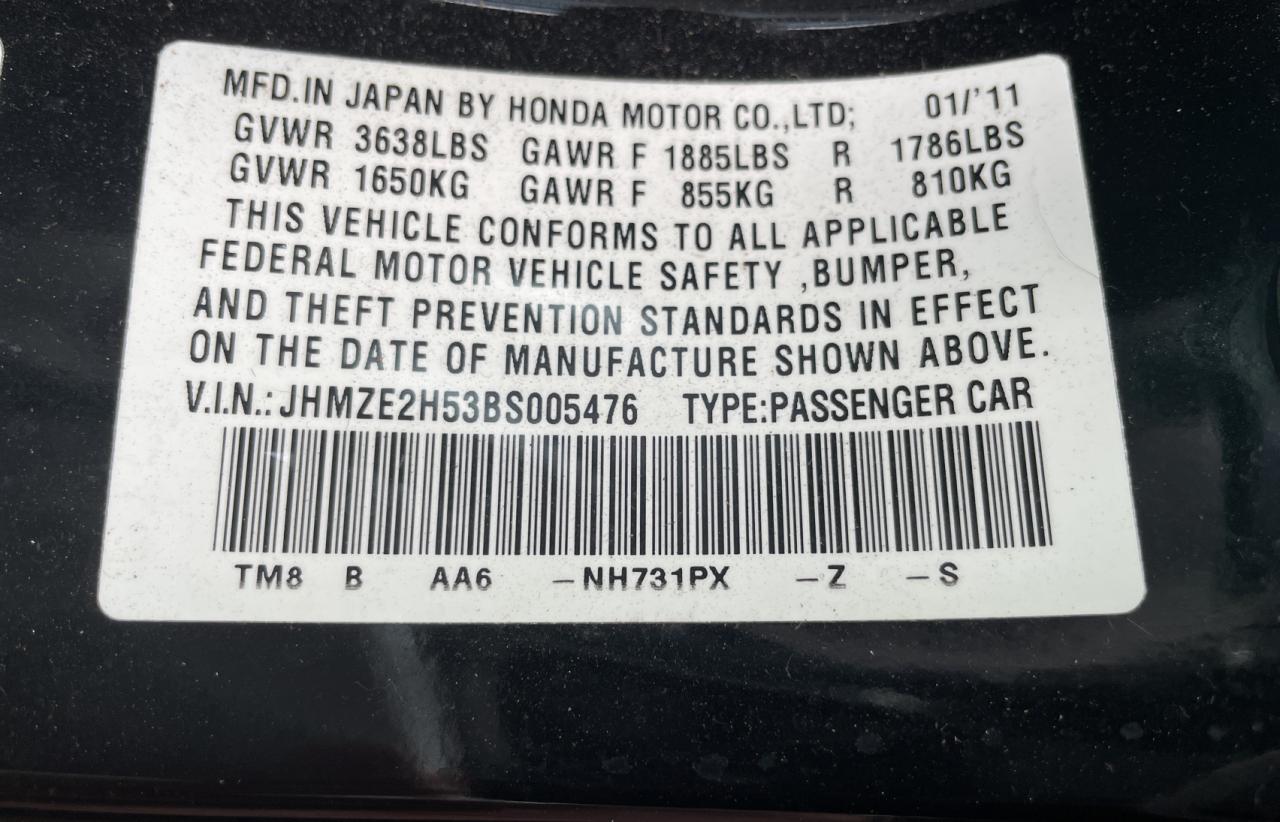 MFD.IN JAPAN BY HONDA MOTOR CO.,LTD; 01/'11
GVWR 3638LBS GAWR F 1885LBS R 1786LBS
GVWR 1650KG GAWR F 855KG R 810KG
THIS VEHICLE CONFORMS TO ALL APPLICABLE
FEDERAL MOTOR VEHICLE SAFETY ,BUMPER,
AND THEFT PREVENTION STANDARDS IN EFFECT
ON THE DATE OF MANUFACTURE SHOWN ABOVE.
V.I.N.: JHMZE2H53BS005476 TYPE:PASSENGER CAR
TM8 B AA6 –NH731PX –Z –S